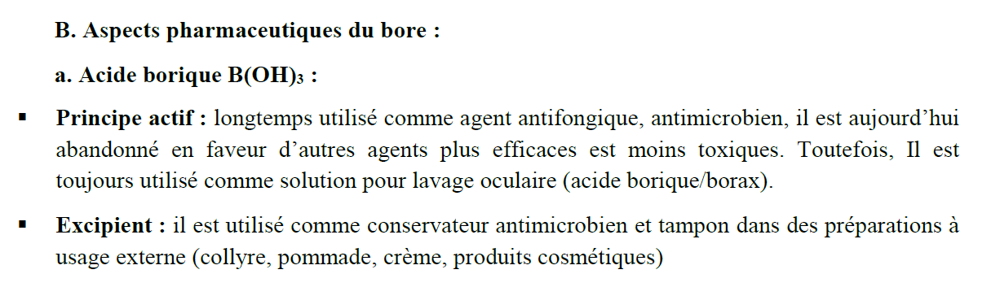 B. Aspects pharmaceutiques du bore :
a. Acide borique B(OH)₃ :
▪ Principe actif : longtemps utilisé comme agent antifongique, antimicrobien, il est aujourd’hui
abandonné en faveur d’autres agents plus efficaces est moins toxiques. Toutefois, Il est
toujours utilisé comme solution pour lavage oculaire (acide borique/borax).
▪ Excipient : il est utilisé comme conservateur antimicrobien et tampon dans des préparations à
usage externe (collyre, pommade, crème, produits cosmétiques)